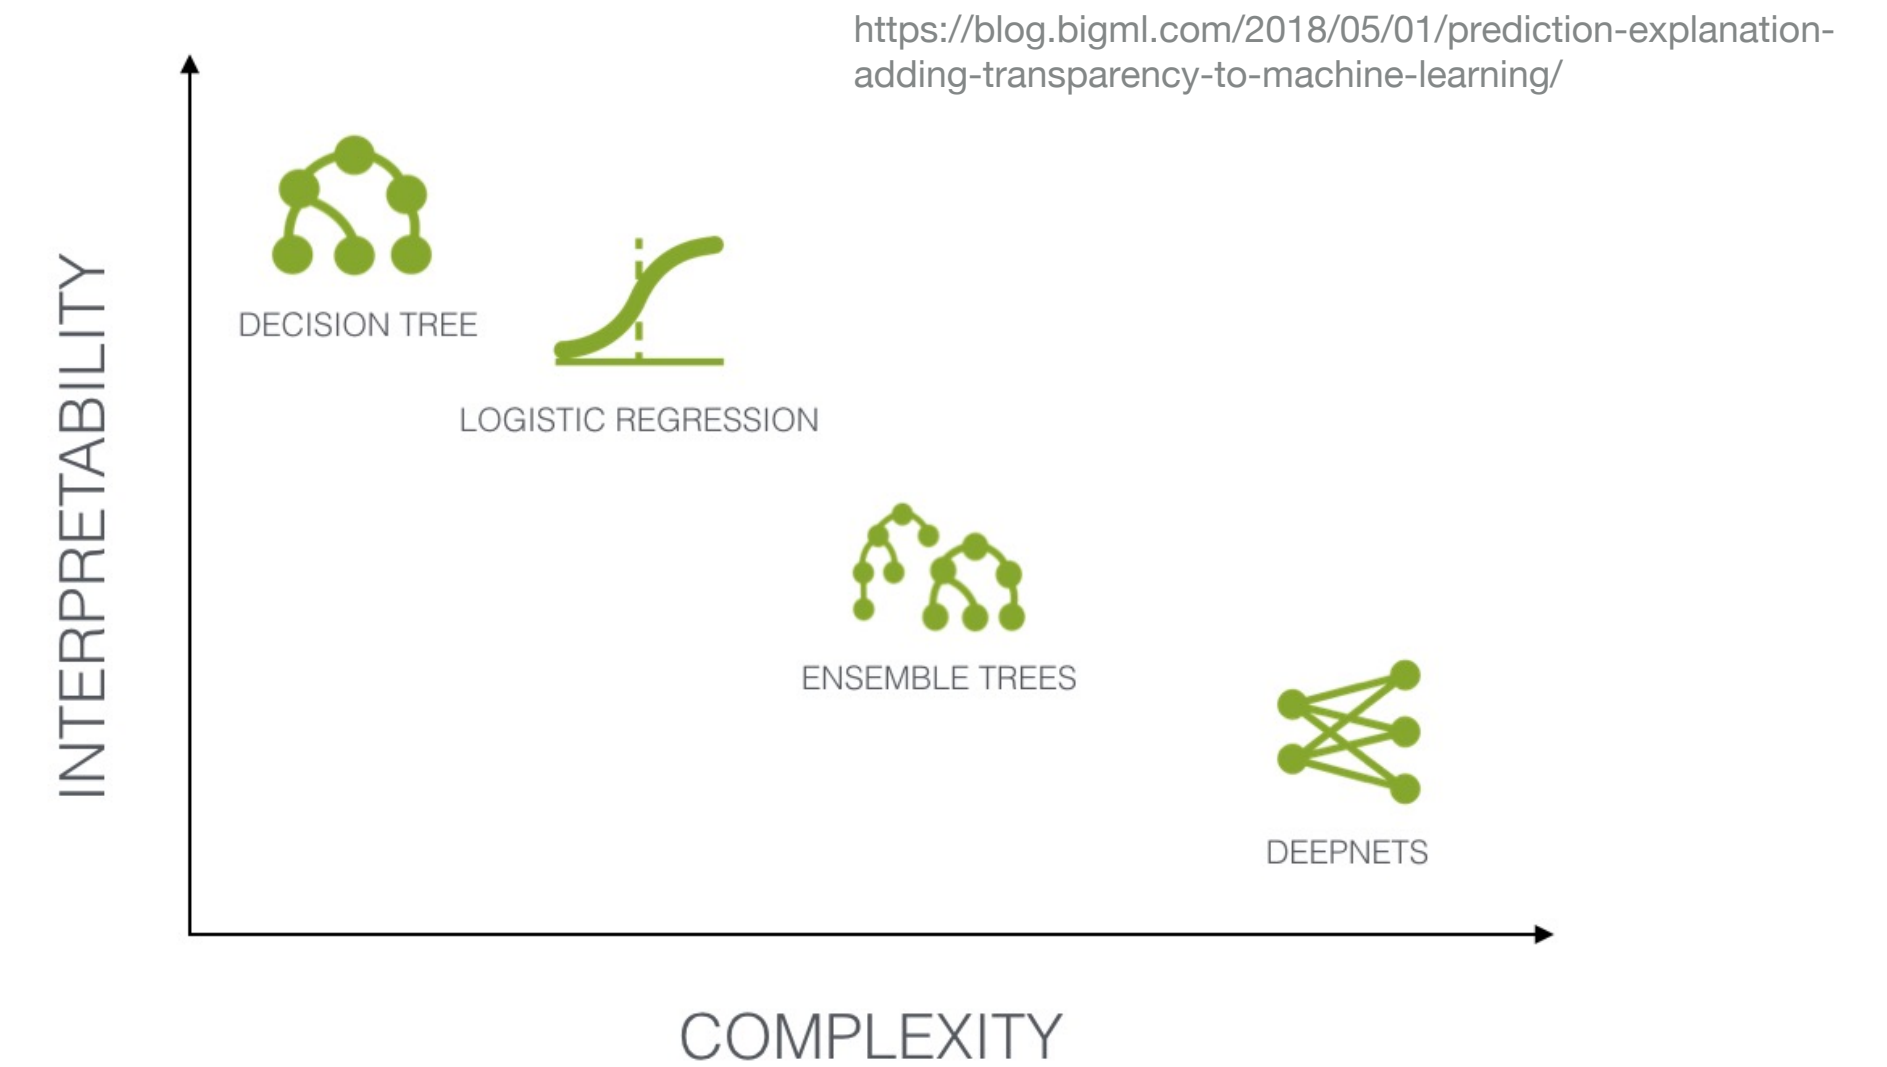 https://blog.bigml.com/2018/05/01/prediction-explanation-
adding-transparency-to-machine-learning/
INTERPRETABILITY
DECISION TREE
LOGISTIC REGRESSION
ENSEMBLE TREES
DEEPNETS
COMPLEXITY